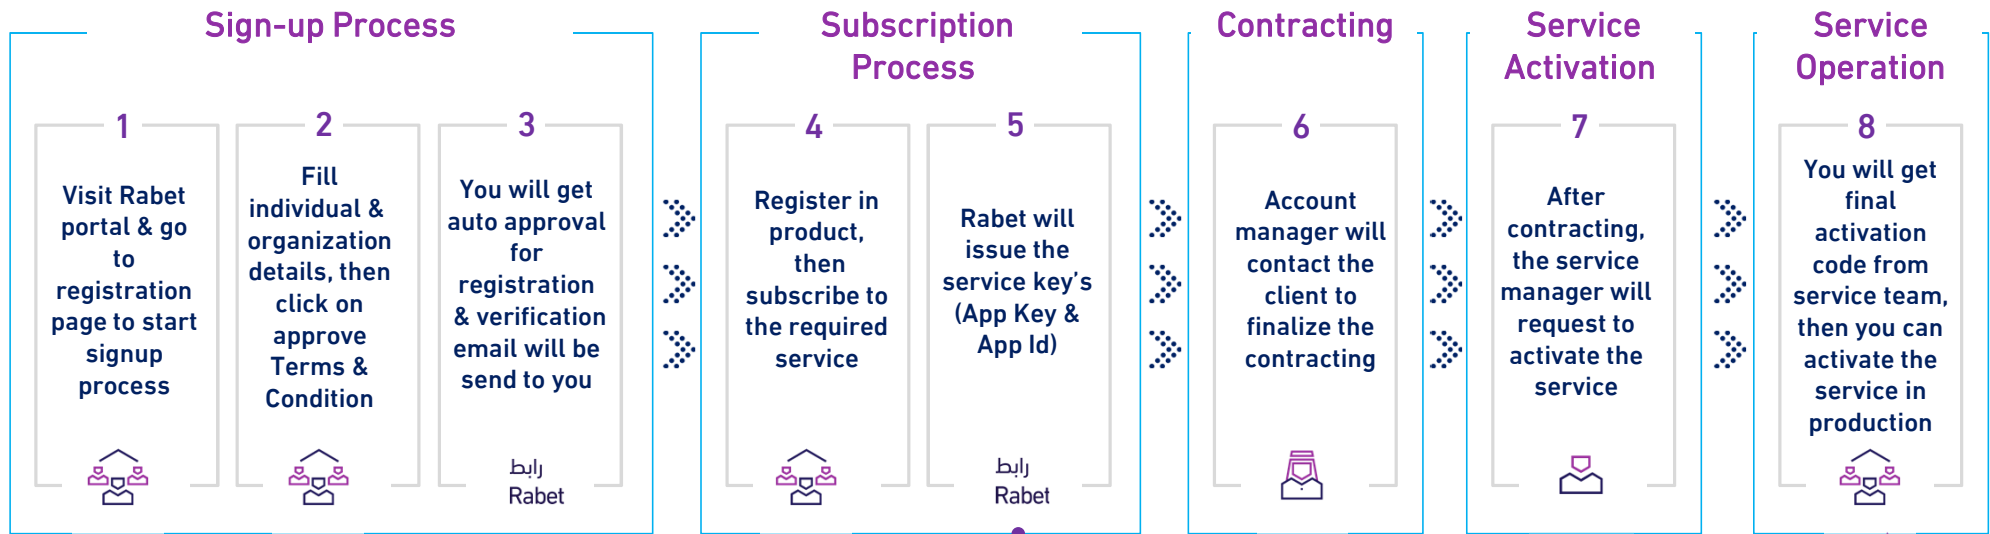 Sign-up Process
1
Visit Rabet
portal & go
to
registration
page to start
signup
process
2
Fill
individual &
organization
details, then
click on
approve
Terms &
Condition
3
You will get
auto approval
for
registration
& verification
email will be
send to you
رابط
Rabet
Subscription
Process
4
Register in
product,
then
subscribe to
the required
service
5
Rabet will
issue the
service key’s
(App Key &
App Id)
رابط
Rabet
Contracting
6
Account
manager will
contact the
client to
finalize the
contracting
Service
Activation
7
After
contracting,
the service
manager will
request to
activate the
service
Service
Operation
8
You will get
final
activation
code from
service team,
then you can
activate the
service in
production